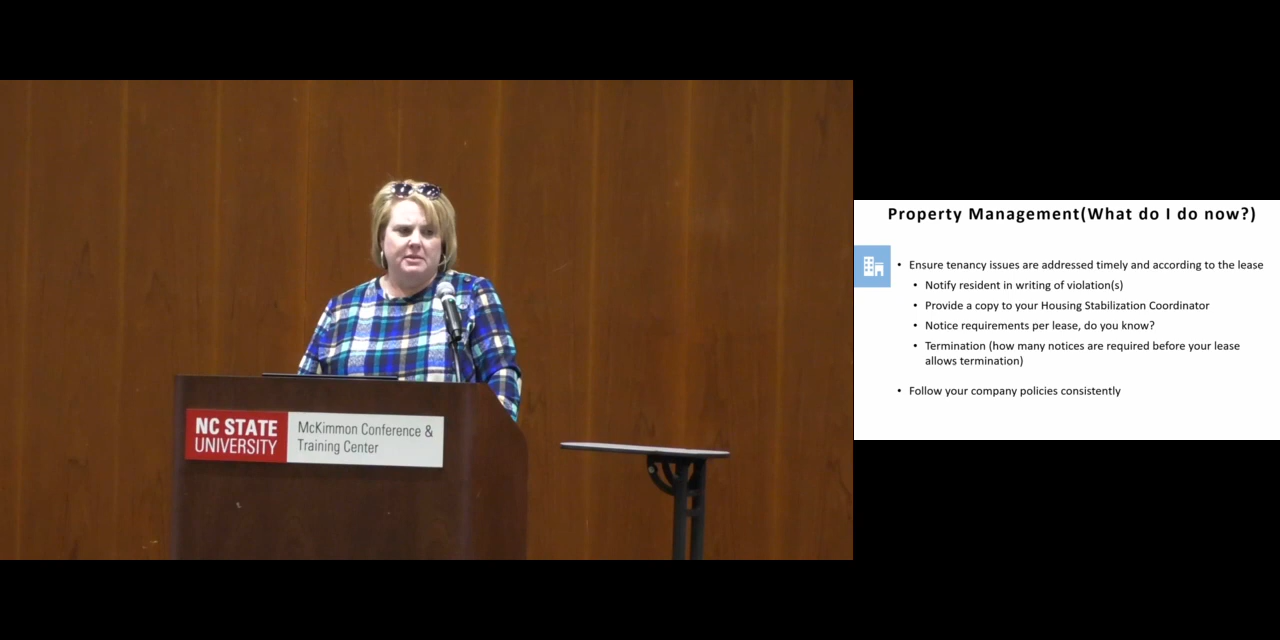 NC STATE
UNIVERSITY
McKimmon Conference &
Training Center
Property Management(What do I do now?)
• Ensure tenancy issues are addressed timely and according to the lease
• Notify resident in writing of violation(s)
• Provide a copy to your Housing Stabilization Coordinator
• Notice requirements per lease, do you know?
• Termination (how many notices are required before your lease
allows termination)
• Follow your company policies consistently